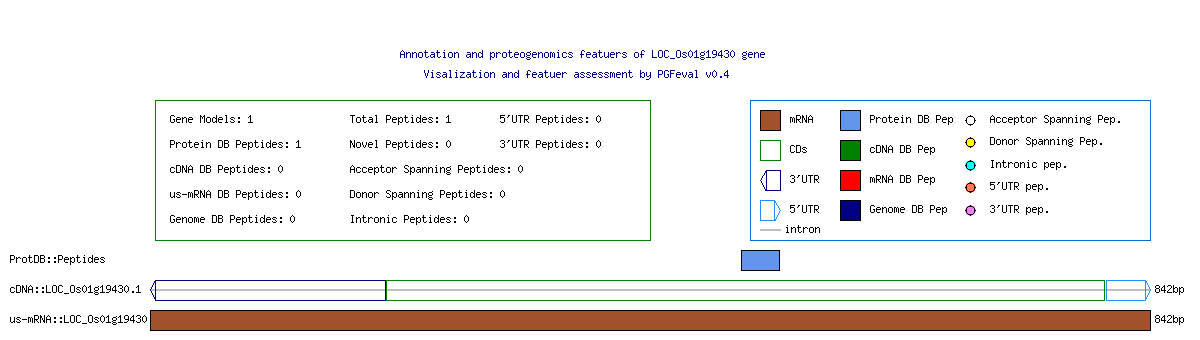 Annotation and proteogenomics featuers of LOC_Os01g19430 gene
Visalization and featuer assessment by PGFeval v0.4
Gene Models: 1 Total Peptides: 1 5'UTR Peptides: 0
Protein DB Peptides: 1 Novel Peptides: 0 3'UTR Peptides: 0
cDNA DB Peptides: 0 Acceptor Spanning Peptides: 0
us-mRNA DB Peptides: 0 Donor Spanning Peptides: 0
Genome DB Peptides: 0 Intronic Peptides: 0
mRNA Protein DB Pep Acceptor Spanning Pep.
CDs cDNA DB Pep Donor Spanning Pep.
3'UTR mRNA DB Pep Intronic pep.
5'UTR Genome DB Pep 5'UTR pep.
intron 3'UTR pep.
ProtDB::Peptides
cDNA::LOC_Os01g19430.1 842bp
us-mRNA::LOC_Os01g19430 842bp